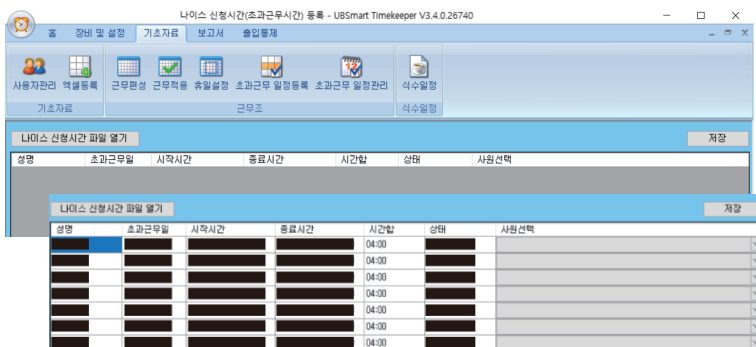 나이스 신청시간(초과근무시간) 등록 - UBSmart Timekeeper V3.4.0.26740
홈 장비 및 설정 기초자료 보고서 출입통제
사용자관리 엑셀등록 근무편성 근무적용 휴일설정 초과근무 일정등록 초과근무 일정관리 식수일정
기초자료 근무조 식수일정
나이스 신청시간 파일 열기 저장
성명 초과근무일 시작시간 종료시간 시간합 상태 사원선택
나이스 신청시간 파일 열기 저장
성명 초과근무일 시작시간 종료시간 시간합 상태 사원선택
04:00
04:00
04:00
04:00
04:00
04:00
04:00